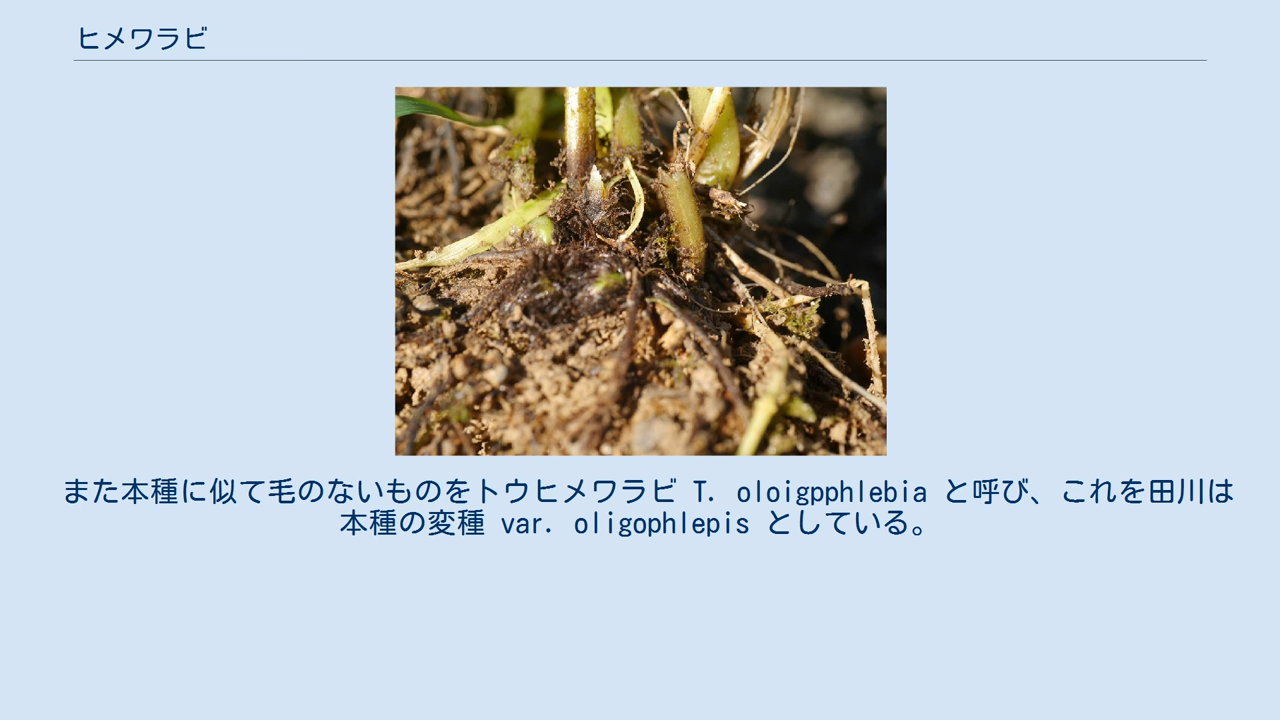 ヒメワラビ
また本種に似て毛のないものをトウヒメワラビ T. oloigpphlebia と呼び、これを田川は
本種の変種 var. oligophlepis としている。